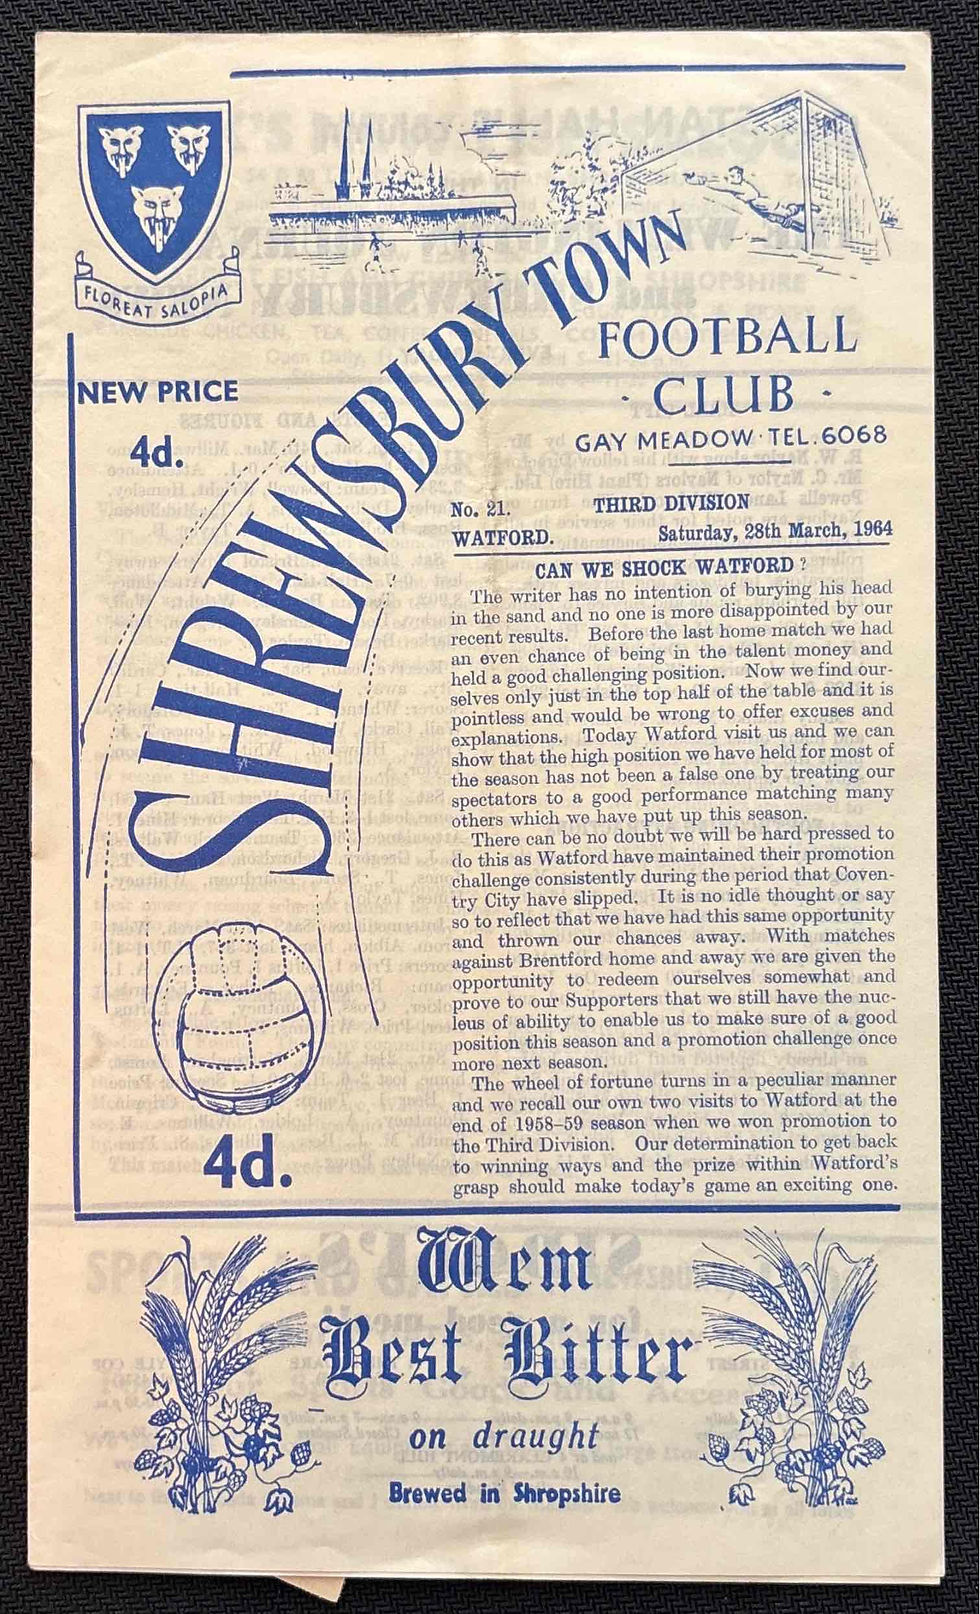 FLOREAT SALOPIA
SHREWSBURY TOWN
FOOTBALL
· CLUB ·
GAY MEADOW · TEL. 6068
NEW PRICE
4d.
No. 21. THIRD DIVISION
WATFORD. Saturday, 28th March, 1964
CAN WE SHOCK WATFORD ?
The writer has no intention of burying his head
in the sand and no one is more disappointed by our
recent results. Before the last home match we had
an even chance of being in the talent money and
held a good challenging position. Now we find our-
selves only just in the top half of the table and it is
pointless and would be wrong to offer excuses and
explanations. Today Watford visit us and we can
show that the high position we have held for most of
the season has not been a false one by treating our
spectators to a good performance matching many
others which we have put up this season.
There can be no doubt we will be hard pressed to
do this as Watford have maintained their promotion
challenge consistently during the period that Coven-
try City have slipped. It is no idle thought or say
so to reflect that we have had this same opportunity
and thrown our chances away. With matches
against Brentford home and away we are given the
opportunity to redeem ourselves somewhat and
prove to our Supporters that we still have the nuc-
leus of ability to enable us to make sure of a good
position this season and a promotion challenge once
more next season.
The wheel of fortune turns in a peculiar manner
and we recall our own two visits to Watford at the
end of 1958–59 season when we won promotion to
the Third Division. Our determination to get back
to winning ways and the prize within Watford's
grasp should make today's game an exciting one.
4d.
Wem
Best Bitter
on draught
Brewed in Shropshire